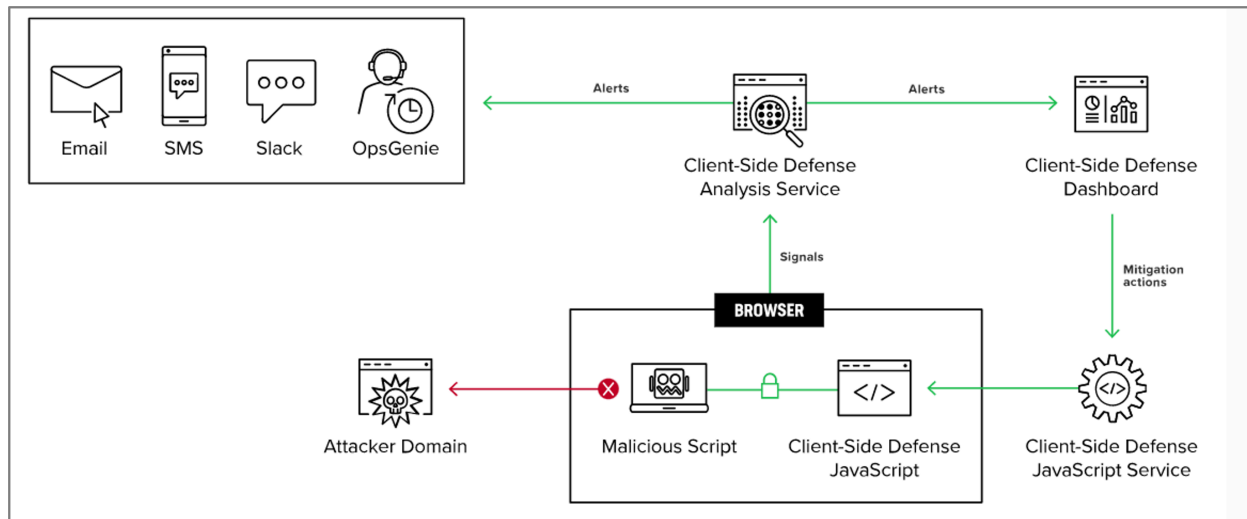 Email
SMS
Slack
OpsGenie
Alerts
Client-Side Defense
Analysis Service
Alerts
Client-Side Defense
Dashboard
Signals
Mitigation
actions
BROWSER
Attacker Domain
Malicious Script
</>
Client-Side Defense
JavaScript
</>
Client-Side Defense
JavaScript Service